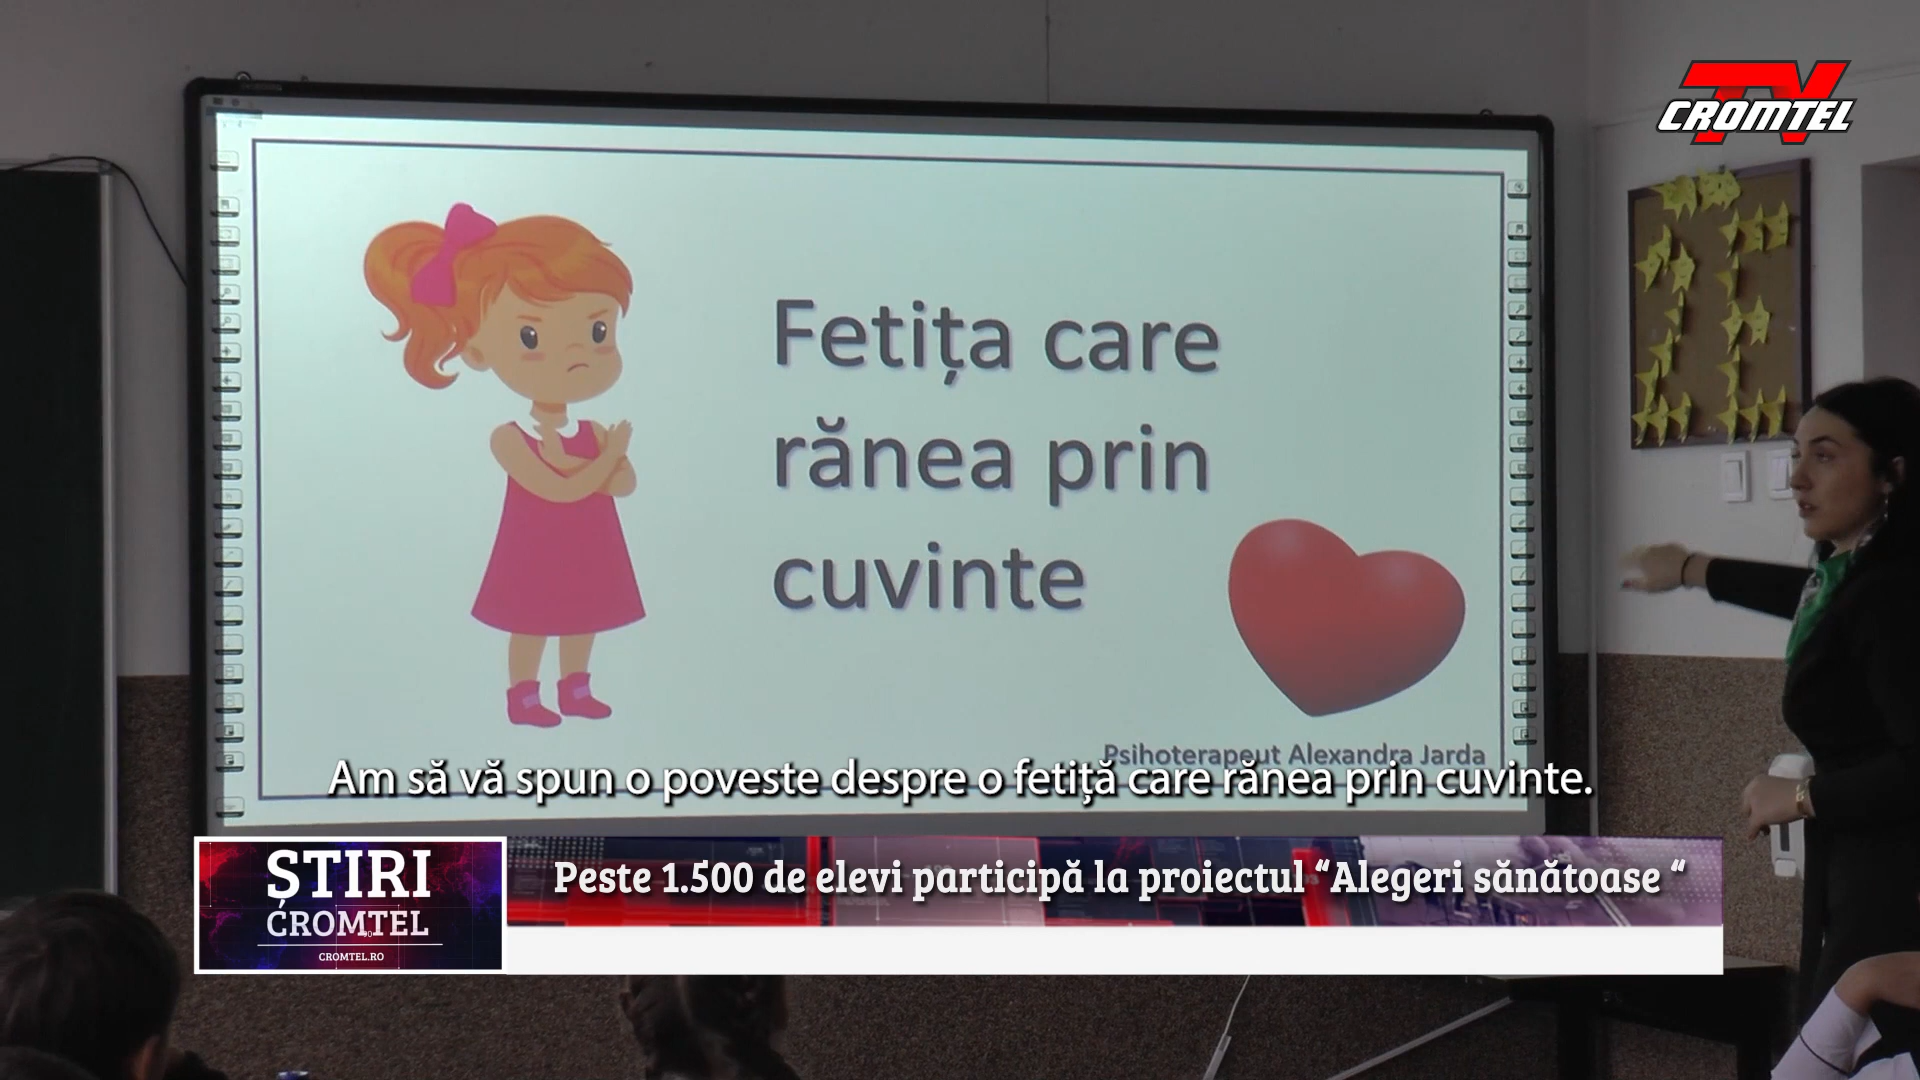 TV
CROMTEL
Fetița care
rănea prin
cuvinte
Psihoterapeut Alexandra Jarda
Am să vă spun o poveste despre o fetiță care rănea prin cuvinte.
ȘTIRI
CROMTEL
CROMTEL.RO
Peste 1.500 de elevi participă la proiectul “Alegeri sănătoase “